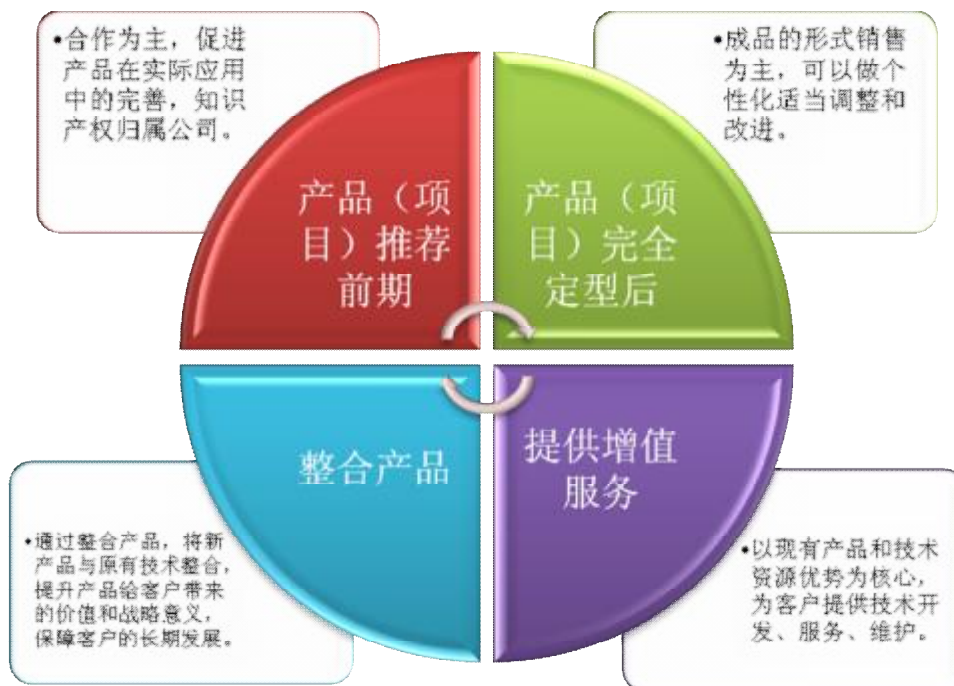 •合作为主，促进
产品在实际应用
中的完善，知识
产权归属公司。
•成品的形式销售
为主，可以做个
性化适当调整和
改进。
产品（项
目）推荐
前期
产品（项
目）完全
定型后
整合产品
提供增值
服务
•通过整合产品，将新
产品与原有技术整合，
提升产品给客户带来
的价值和战略意义，
保障客户的长期发展。
•以现有产品和技术
资源优势为核心，
为客户提供技术开
发、服务、维护。